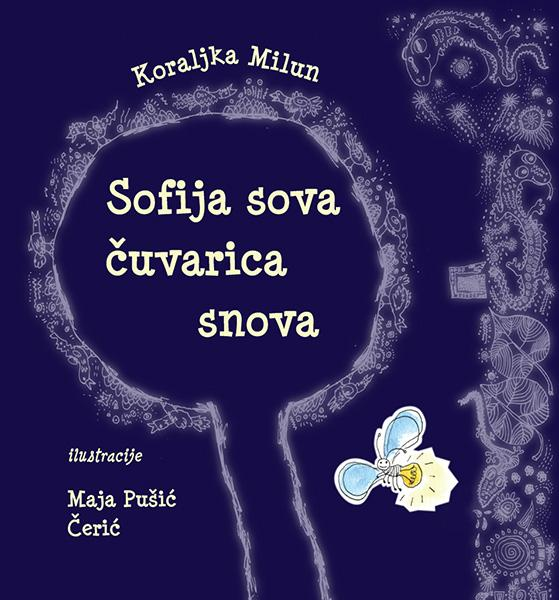 Koraljka Milun
Sofija sova
čuvarica
snova
ilustracije
Maja Pušić
Čerić